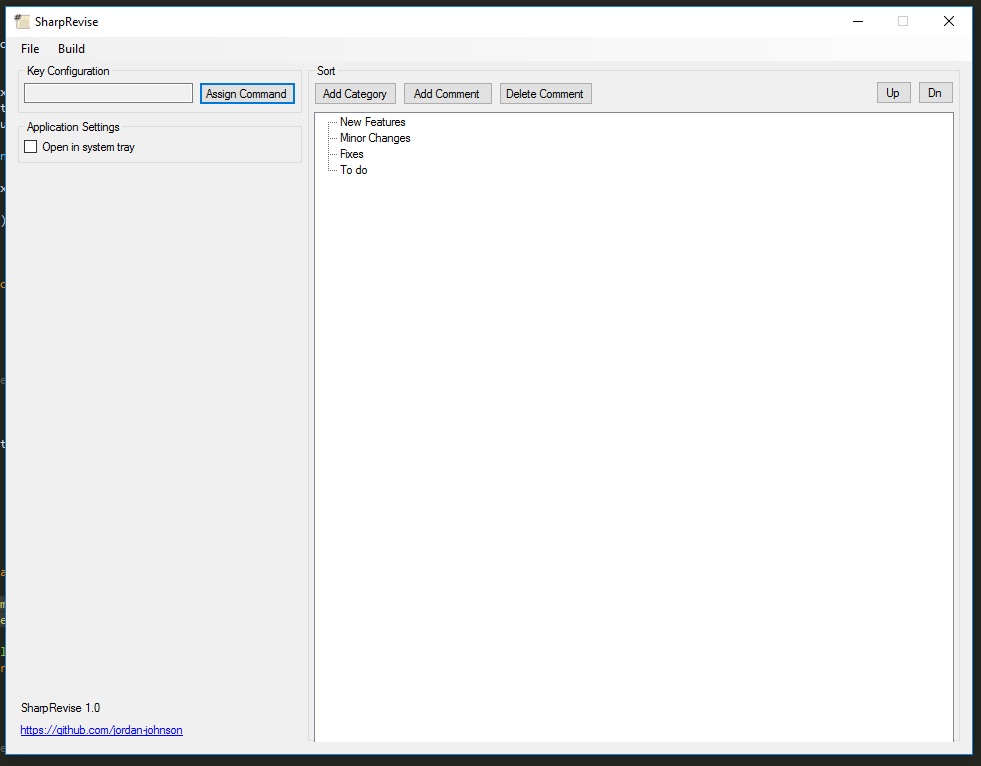 SharpRevise
File Build
Key Configuration
Assign Command
Application Settings
Open in system tray
Sort
Add Category Add Comment Delete Comment Up Dn
New Features
Minor Changes
Fixes
To do
SharpRevise 1.0
https://github.com/jordan-johnson